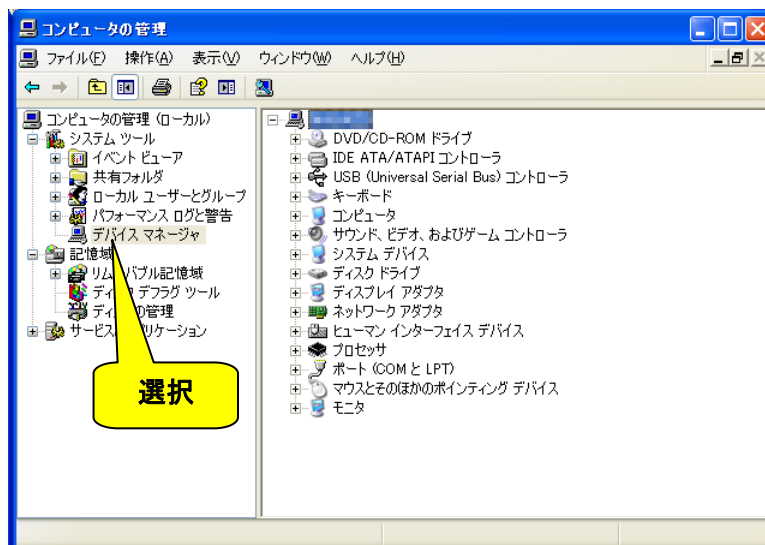 コンピュータの管理
ファイル(F) 操作(A) 表示(V) ウィンドウ(W) ヘルプ(H)
コンピュータの管理 (ローカル)
システム ツール
イベント ビューア
共有フォルダ
ローカル ユーザーとグループ
パフォーマンス ログと警告
デバイス マネージャ
記憶域
リムーバブル記憶域
ディ デフラグ ツール
ディ の管理
サービス リケーション
選択
DVD/CD-ROM ドライブ
IDE ATA/ATAPI コントローラ
USB (Universal Serial Bus) コントローラ
キーボード
コンピュータ
サウンド、ビデオ、およびゲーム コントローラ
システム デバイス
ディスク ドライブ
ディスプレイ アダプタ
ネットワーク アダプタ
ヒューマン インターフェイス デバイス
プロセッサ
ポート (COM と LPT)
マウスとそのほかのポインティング デバイス
モニタ